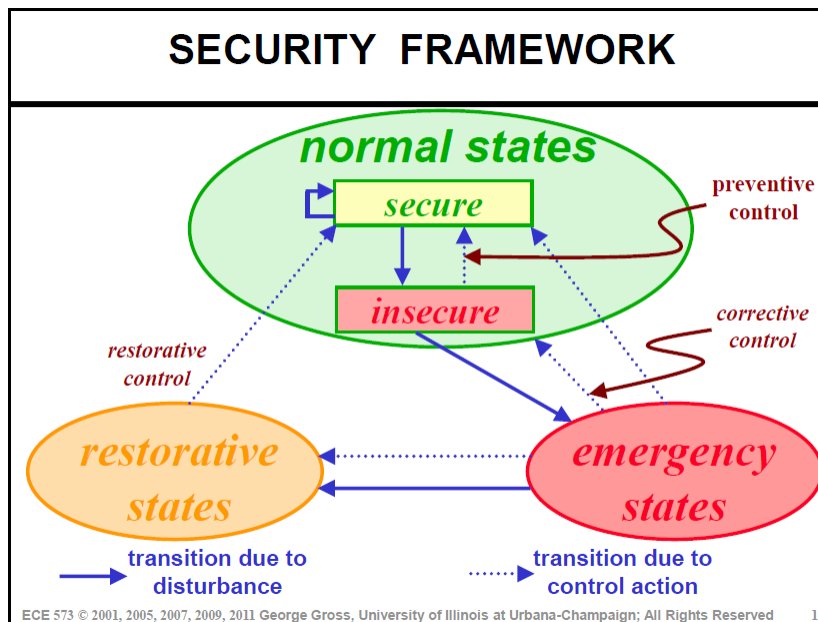 SECURITY FRAMEWORK
normal states
secure
preventive
control
insecure
corrective
control
restorative
control
restorative
states
emergency
states
transition due to
disturbance
transition due to
control action
ECE 573 © 2001, 2005, 2007, 2009, 2011 George Gross, University of Illinois at Urbana-Champaign; All Rights Reserved 1